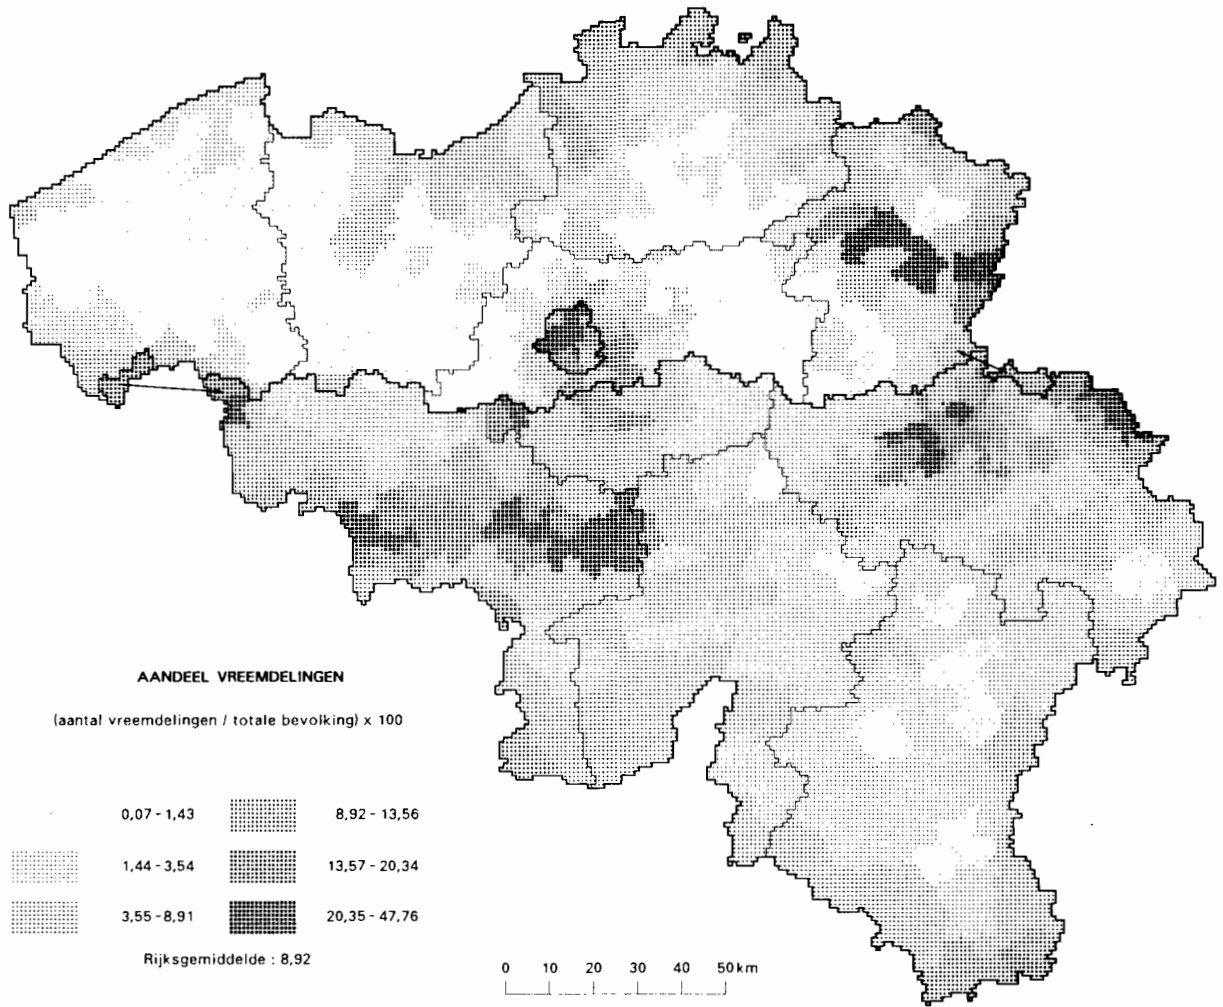 AANDEEL VREEMDELINGEN
(aantal vreemdelingen / totale bevolking) x 100
0,07 - 1,43
8,92 - 13,56
1,44 - 3,54
13,57 - 20,34
3,55 - 8,91
20,35 - 47,76
Rijksgemiddelde : 8,92
0 10 20 30 40 50 km